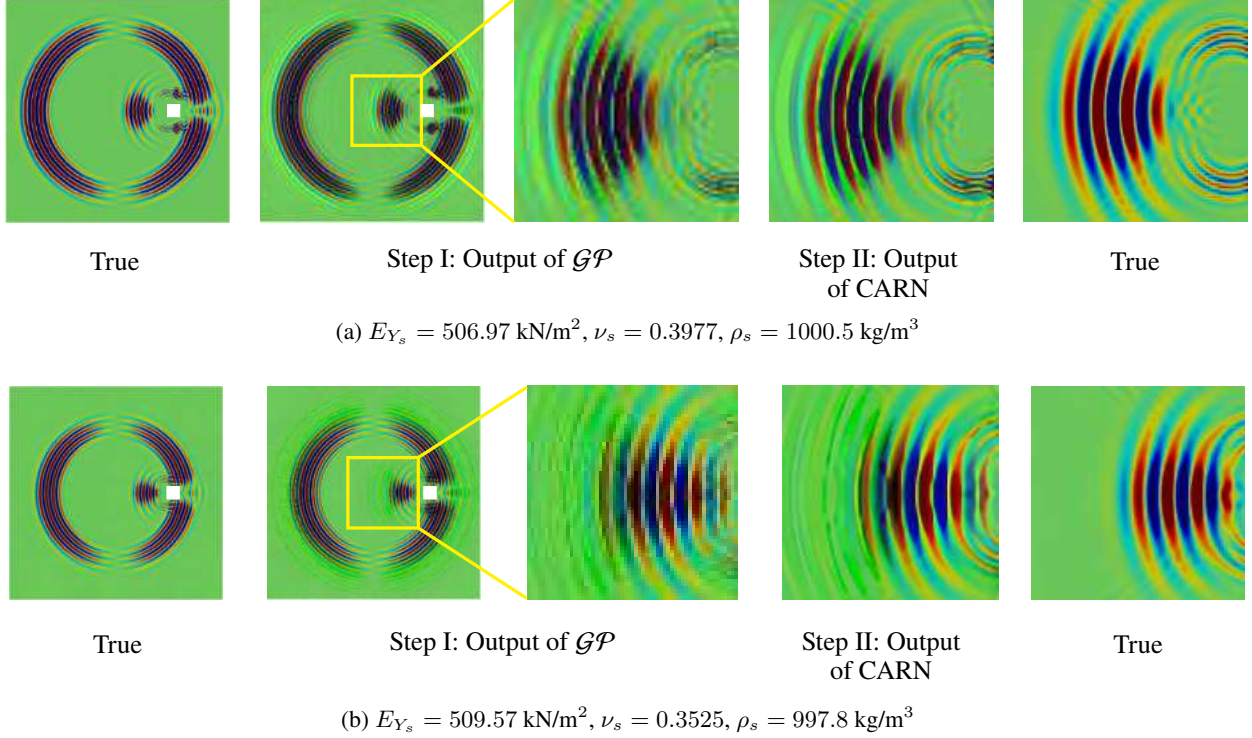 True
Step I: Output of 𝒢𝒫
Step II: Output
of CARN
True
(a) E_{Y_s} = 506.97 kN/m², ν_s = 0.3977, ρ_s = 1000.5 kg/m³
True
Step I: Output of 𝒢𝒫
Step II: Output
of CARN
True
(b) E_{Y_s} = 509.57 kN/m², ν_s = 0.3525, ρ_s = 997.8 kg/m³